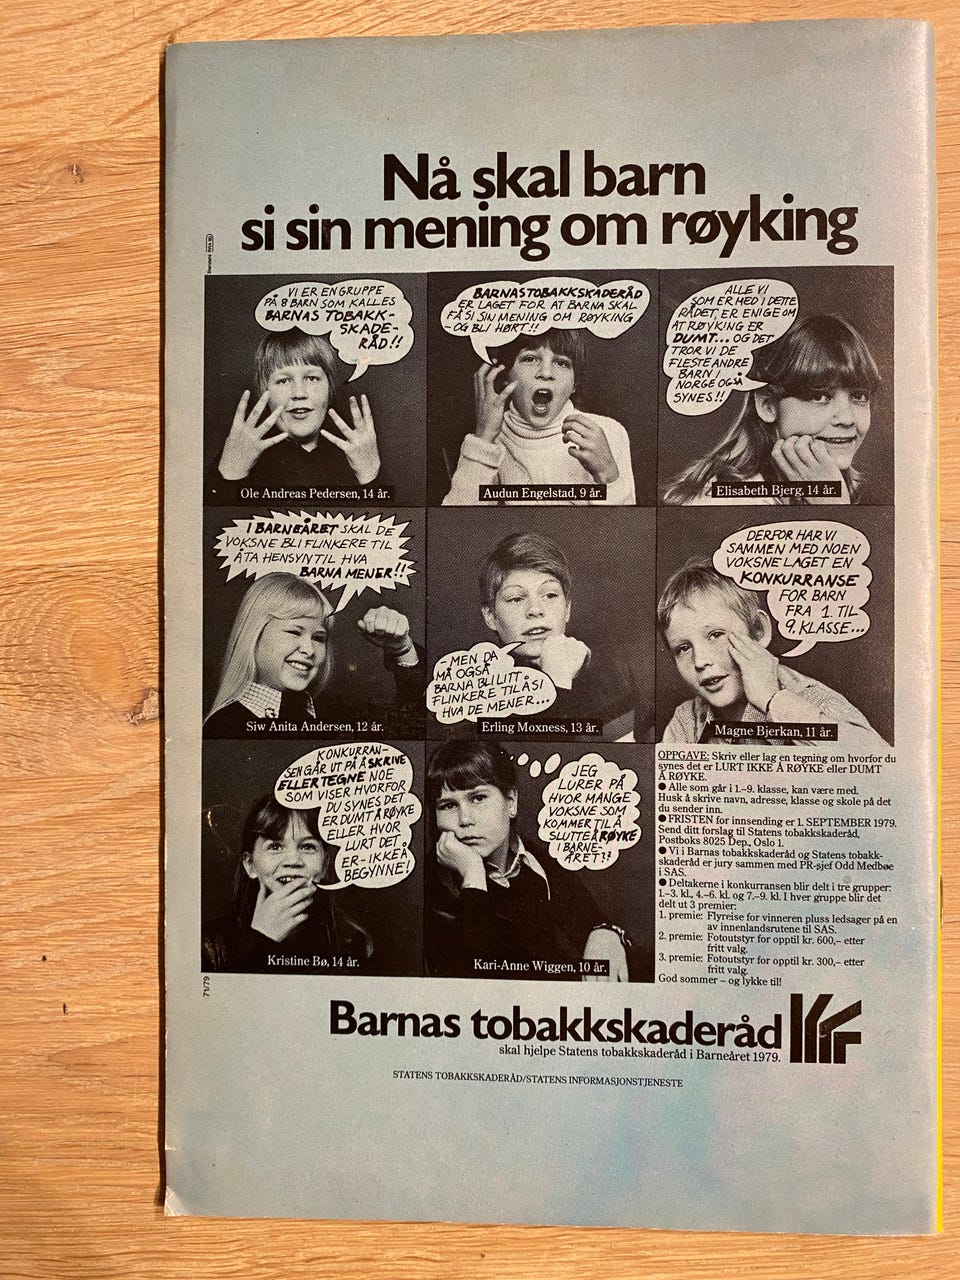 Nå skal barn
si sin mening om røyking
VI ER EN GRUPPE
PÅ 8 BARN SOM KALLES
BARNAS TOBAKK-
SKADE-
RÅD!!
Ole Andreas Pedersen, 14 år.
BARNAS TOBAKKSKADERÅD
ER LAGET FOR AT BARNA SKAL
FÅ SI SIN MENING OM RØYKING
- OG BLI HØRT!!
Audun Engelstad, 9 år.
ALLE VI
SOM ER MED I DETTE
RÅDET, ER ENIGE OM
AT RØYKING ER
DUMT... OG DET
TROR VI DE
FLESTE ANDRE
BARN I
NORGE OGSÅ
SYNES!!
Elisabeth Bjerg, 14 år.
I BARNEÅRET SKAL DE
VOKSNE BLI FLINKERE TIL
Å TA HENSYN TIL HVA
BARNA MENER!!
Siw Anita Andersen, 12 år.
- MEN DA
MÅ OGSÅ
BARNA BLI LITT
FLINKERE TIL Å SI
HVA DE MENER...
Erling Moxness, 13 år.
DERFOR HAR VI
SAMMEN MED NOEN
VOKSNE LAGET EN
KONKURRANSE
FOR BARN
FRA 1. TIL
9. KLASSE...
Magne Bjerkan, 11 år.
KONKURRAN-
SEN GÅR UT PÅ Å SKRIVE
ELLER TEGNE NOE
SOM VISER HVORFOR
DU SYNES DET
ER DUMT Å RØYKE
ELLER HVOR
LURT DET
ER - IKKE Å
BEGYNNE!
Kristine Bø, 14 år.
JEG
LURER PÅ
HVOR MANGE
VOKSNE SOM
KOMMER TIL Å
SLUTTE Å RØYKE
I BARNE-
ÅRET??
Kari-Anne Wiggen, 10 år.
OPPGAVE: Skriv eller lag en tegning om hvorfor du
synes det er LURT IKKE Å RØYKE eller DUMT
Å RØYKE.
● Alle som går i 1.–9. klasse, kan være med.
Husk å skrive navn, adresse, klasse og skole på det
du sender inn.
● FRISTEN for innsending er 1. SEPTEMBER 1979.
Send ditt forslag til Statens tobakkskaderåd,
Postboks 8025 Dep., Oslo 1.
● Vi i Barnas tobakkskaderåd og Statens tobakk-
skaderåd er jury sammen med PR-sjef Odd Medbøe
i SAS.
● Deltakerne i konkurransen blir delt i tre grupper:
1.–3. kl., 4.–6. kl. og 7.–9. kl. I hver gruppe blir det
delt ut 3 premier:
1. premie: Flyreise for vinneren pluss ledsager på en
av innenlandsrutene til SAS.
2. premie: Fotoutstyr for opptil kr. 600,– etter
fritt valg.
3. premie: Fotoutstyr for opptil kr. 300,– etter
fritt valg.
God sommer – og lykke til!
71/79
Barnas tobakkskaderåd
skal hjelpe Statens tobakkskaderåd i Barneåret 1979.
STATENS TOBAKKSKADERÅD/STATENS INFORMASJONSTJENESTE